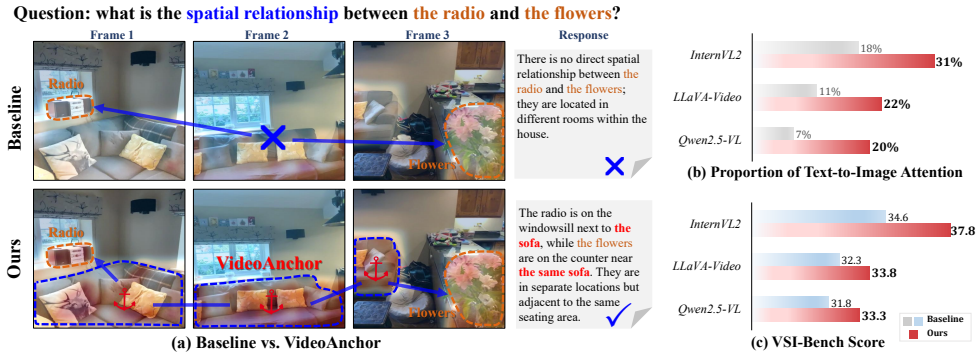 Question: what is the spatial relationship between the radio and the flowers?
Frame 1
Frame 2
Frame 3
Response
Baseline
Radio
Flowers
There is no direct spatial
relationship between the
radio and the flowers;
they are located in
different rooms within the
house.
Ours
Radio
VideoAnchor
Flowers
The radio is on the
windowsill next to the
sofa, while the flowers
are on the counter near
the same sofa. They are
in separate locations but
adjacent to the same
seating area.
(a) Baseline vs. VideoAnchor
InternVL2
18%
31%
LLaVA-Video
11%
22%
Qwen2.5-VL
7%
20%
(b) Proportion of Text-to-Image Attention
InternVL2
34.6
37.8
LLaVA-Video
32.3
33.8
Qwen2.5-VL
31.8
33.3
Baseline
Ours
(c) VSI-Bench Score